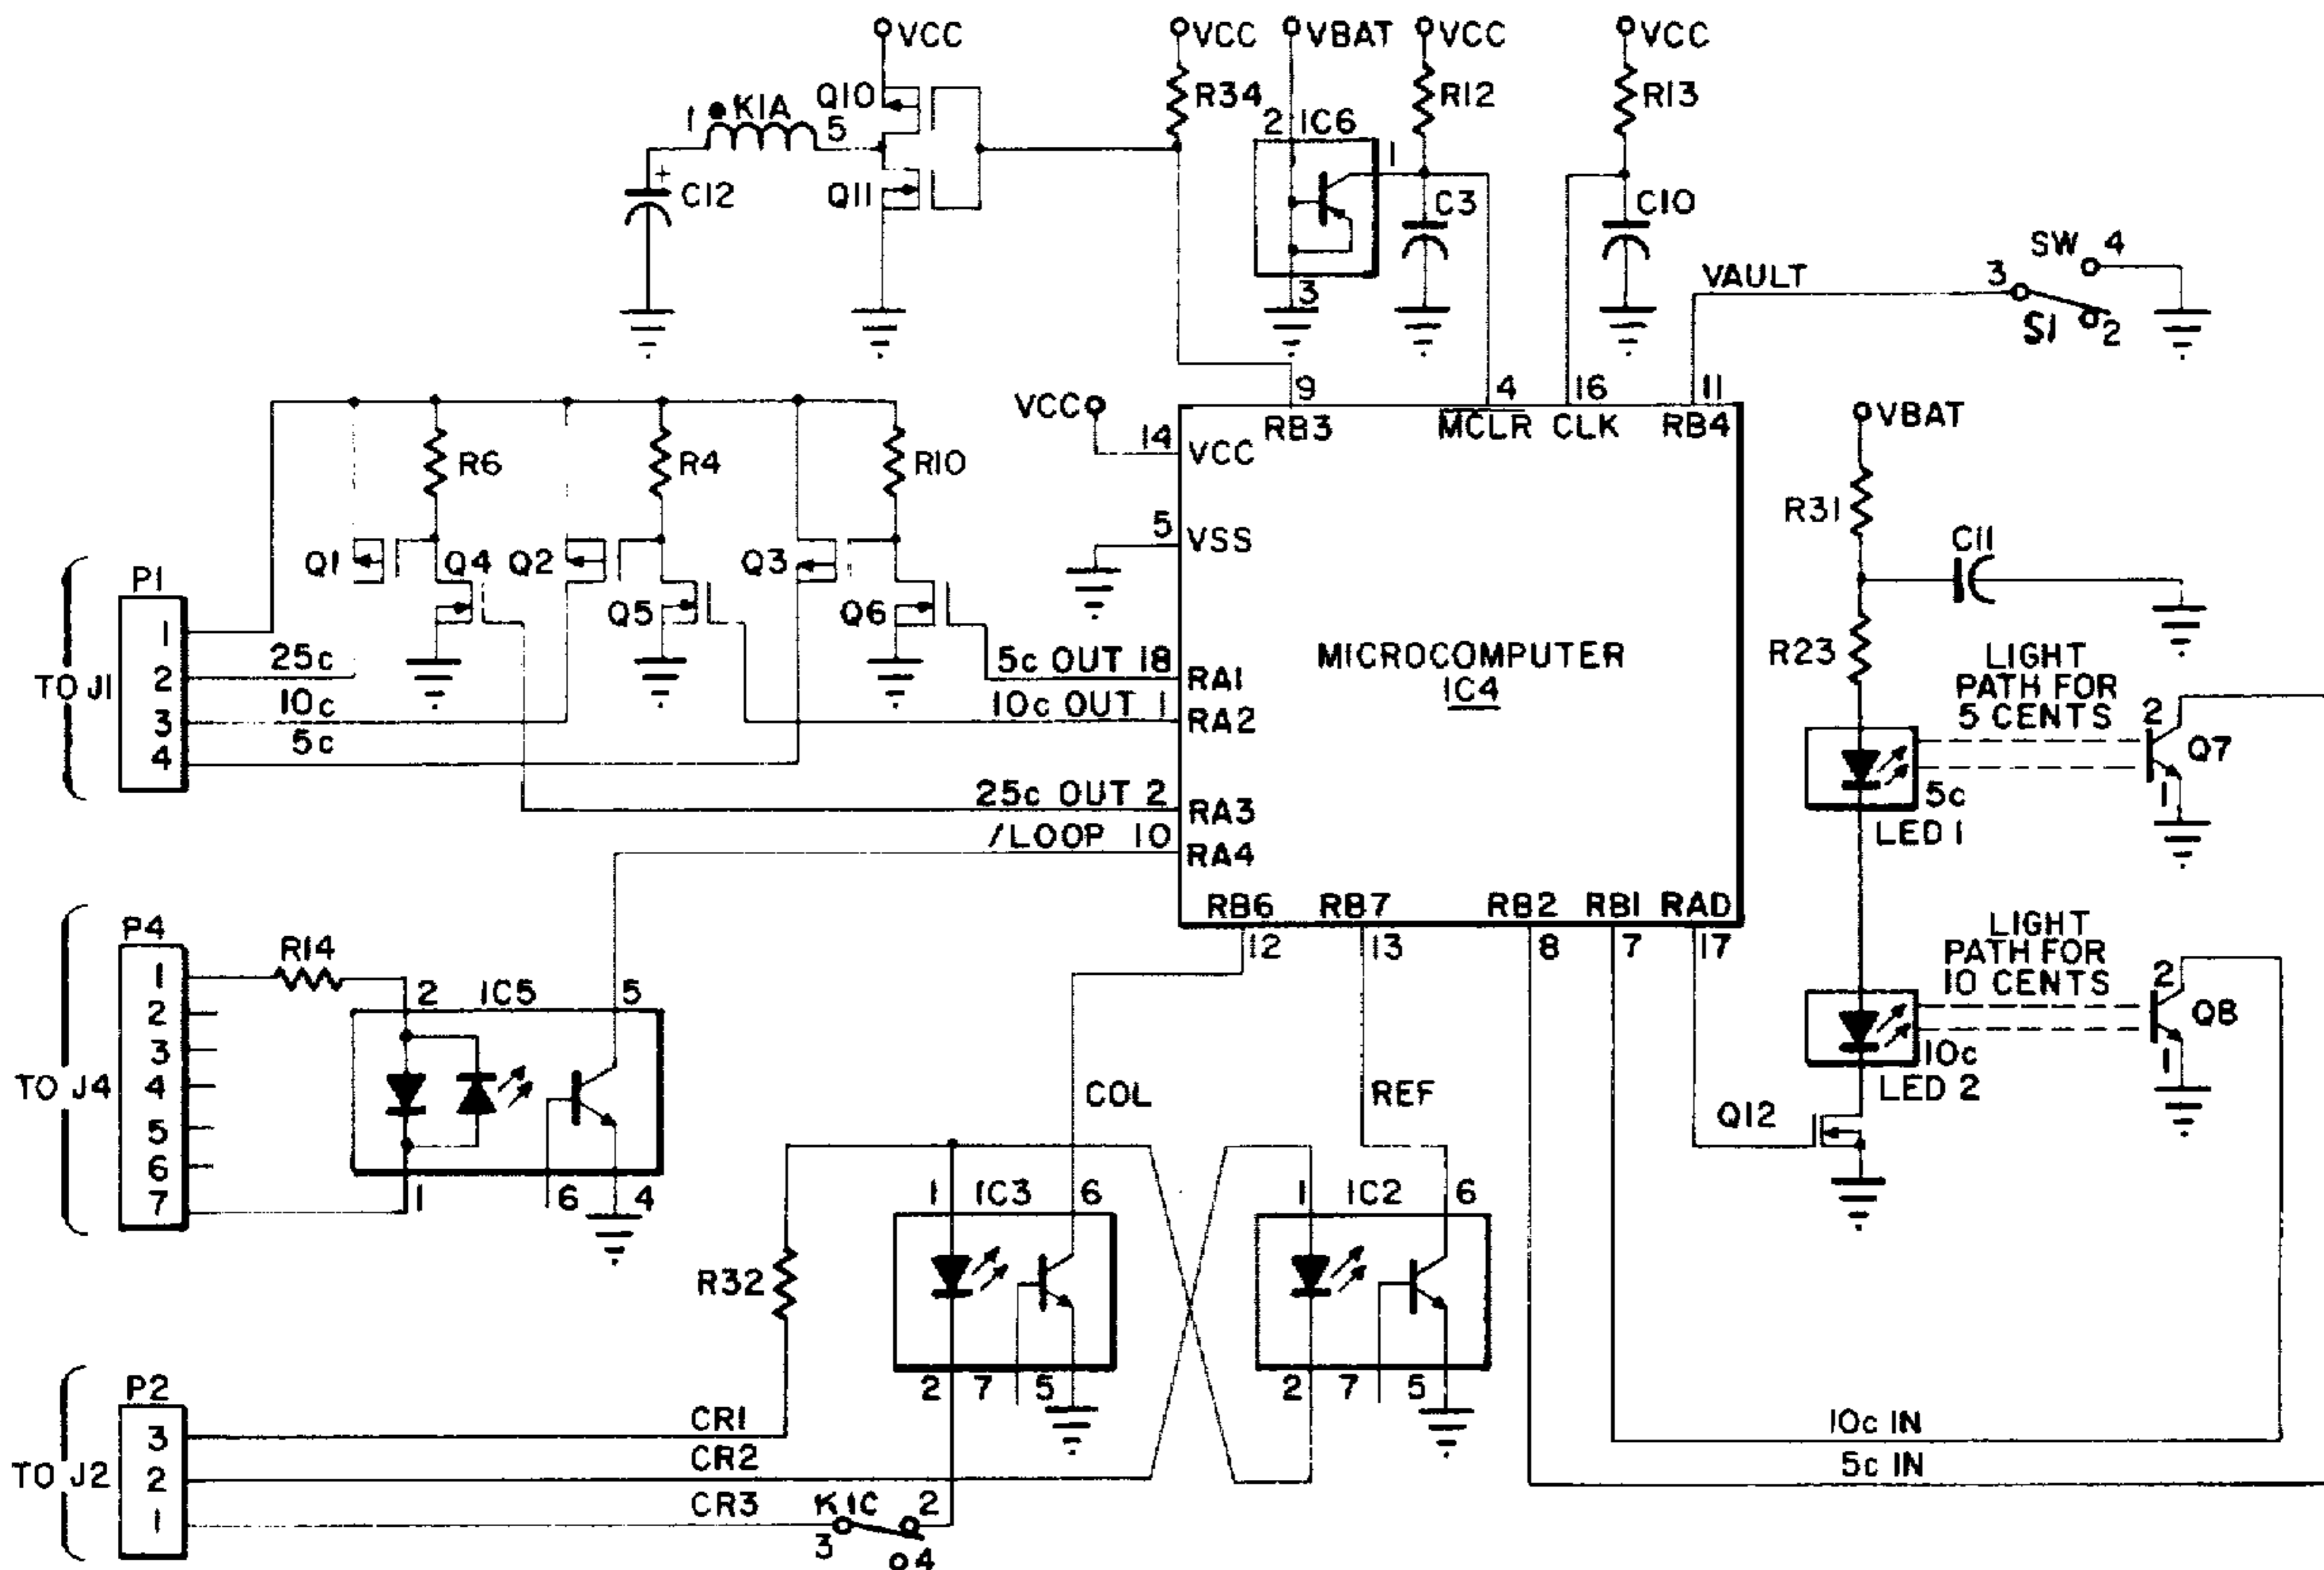 VCC
VCC
VBAT
VCC
VCC
Q10
1
K1A
5
R34
R12
R13
2
IC6
1
+
C12
Q11
C3
C10
3
VAULT
3
SW 4
S1
2
9
4
16
11
VCC
RB3
MCLR
CLK
RB4
VBAT
14
VCC
R6
R4
R10
R31
5
VSS
C11
Q1
Q4
Q2
Q3
P1
Q5
Q6
MICROCOMPUTER
IC4
R23
LIGHT
PATH FOR
5 CENTS
TO J1
1
2
3
4
25c
10c
5c
5c OUT 18
RA1
10c OUT 1
RA2
2
Q7
1
5c
LED 1
25c OUT 2
RA3
/LOOP 10
RA4
RB6
RB7
RB2
RB1
RAD
12
13
8
7
17
LIGHT
PATH FOR
10 CENTS
P4
R14
2
IC5
5
2
Q8
1
10c
LED 2
TO J4
1
2
3
4
5
6
7
COL
REF
Q12
1
6
4
1
IC3
6
1
IC2
6
R32
2
7
5
2
7
5
P2
TO J2
3
2
1
CR1
CR2
CR3
K1C
2
3
4
10c IN
5c IN